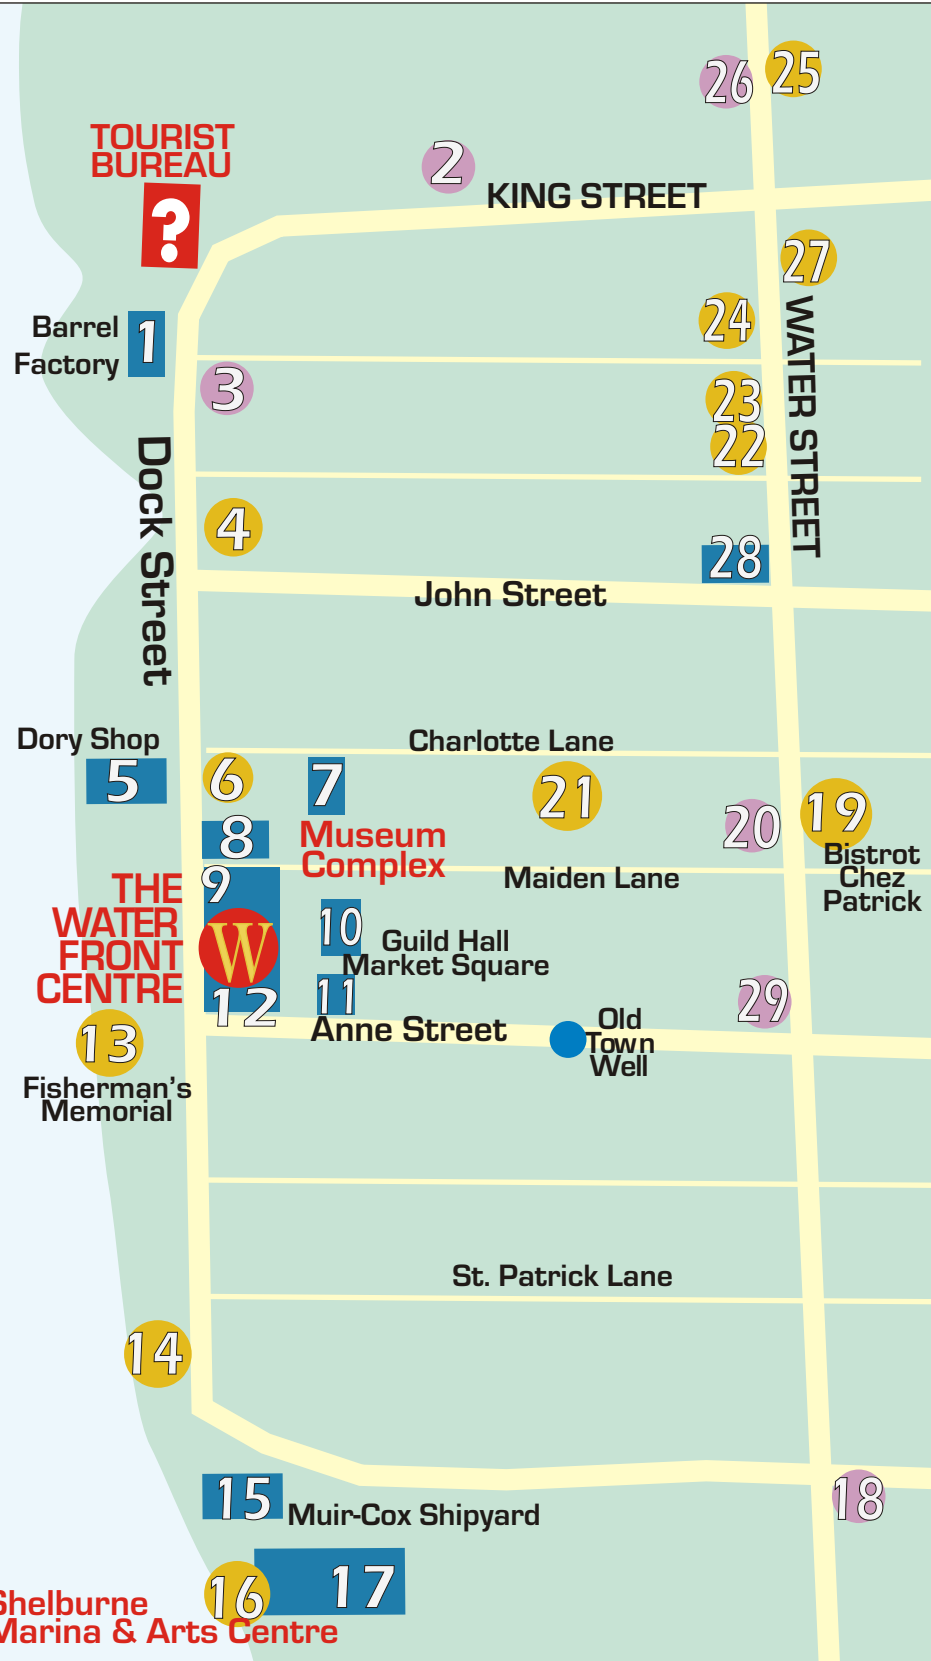 26
25
TOURIST
BUREAU
?
2
KING STREET
27
WATER STREET
24
Barrel
Factory
1
3
23
22
Dock Street
4
28
John Street
Dory Shop
5
Charlotte Lane
6
7
21
8
Museum
Complex
20
19
Bistrot
Chez
Patrick
Maiden Lane
9
THE
WATER
FRONT
CENTRE
W
10
Guild Hall
Market Square
11
12
Anne Street
29
Old
Town
Well
13
Fisherman's
Memorial
St. Patrick Lane
14
15
Muir-Cox Shipyard
18
16
17
Shelburne
Marina & Arts Centre